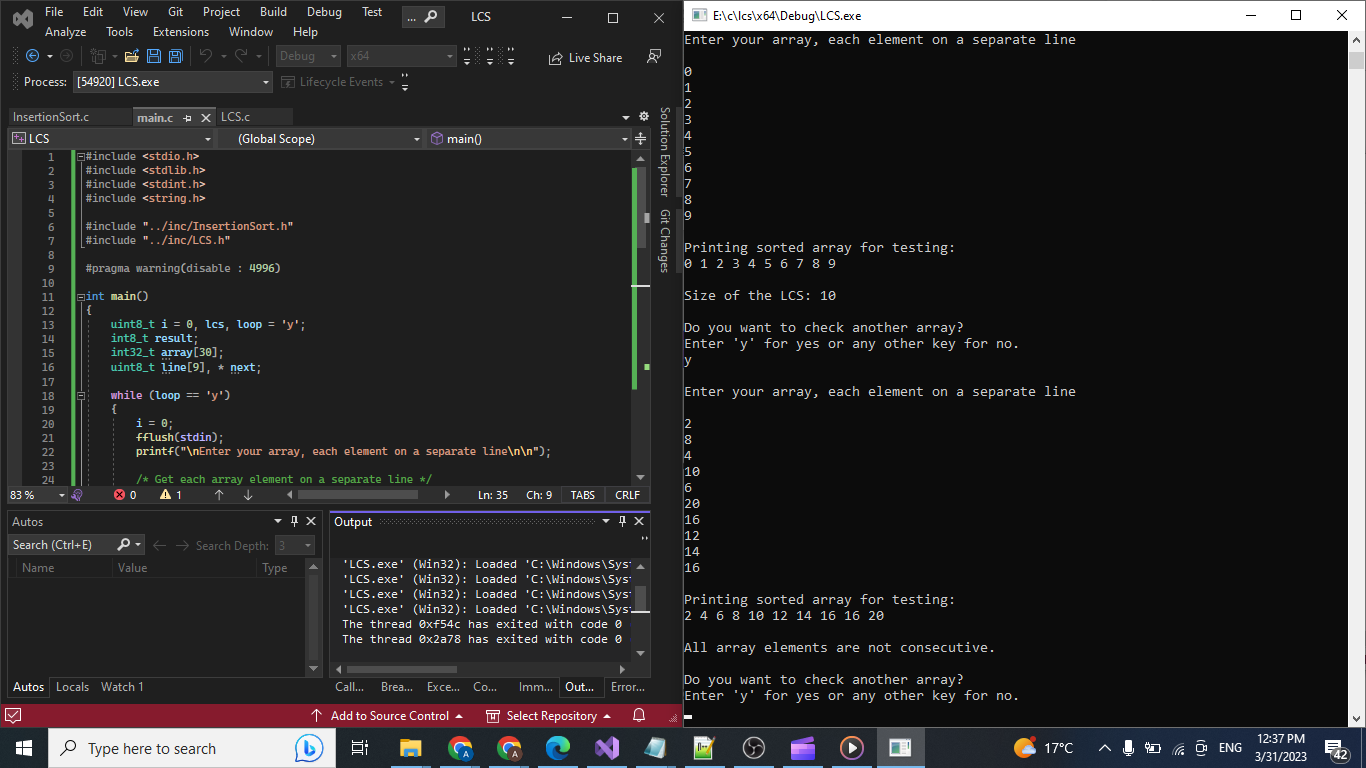 File Edit View Git Project Build Debug Test
... LCS
Analyze Tools Extensions Window Help
Debug x64 Live Share
Process: [54920] LCS.exe Lifecycle Events
InsertionSort.c main.c LCS.c
LCS (Global Scope) main()
1 #include <stdio.h>
2 #include <stdlib.h>
3 #include <stdint.h>
4 #include <string.h>
5
6 #include "../inc/InsertionSort.h"
7 #include "../inc/LCS.h"
8
9 #pragma warning(disable : 4996)
10
11 int main()
12 {
13 uint8_t i = 0, lcs, loop = 'y';
14 int8_t result;
15 int32_t array[30];
16 uint8_t line[9], * next;
17
18 while (loop == 'y')
19 {
20 i = 0;
21 fflush(stdin);
22 printf("\nEnter your array, each element on a separate line\n\n");
23
24 /* Get each array element on a separate line */
83 % 0 1 Ln: 35 Ch: 9 TABS CRLF
Solution Explorer
Git Changes
Autos
Search (Ctrl+E) Search Depth: 3
Name Value Type
Autos Locals Watch 1
Output
'LCS.exe' (Win32): Loaded 'C:\Windows\Sys
'LCS.exe' (Win32): Loaded 'C:\Windows\Sys
'LCS.exe' (Win32): Loaded 'C:\Windows\Sys
'LCS.exe' (Win32): Loaded 'C:\Windows\Sys
The thread 0xf54c has exited with code 0
The thread 0x2a78 has exited with code 0
Call... Brea... Exce... Co... Imm... Out... Error...
Add to Source Control Select Repository
E:\c\lcs\x64\Debug\LCS.exe
Enter your array, each element on a separate line
0
1
2
3
4
5
6
7
8
9
Printing sorted array for testing:
0 1 2 3 4 5 6 7 8 9
Size of the LCS: 10
Do you want to check another array?
Enter 'y' for yes or any other key for no.
y
Enter your array, each element on a separate line
2
8
4
10
6
20
16
12
14
16
Printing sorted array for testing:
2 4 6 8 10 12 14 16 16 20
All array elements are not consecutive.
Do you want to check another array?
Enter 'y' for yes or any other key for no.
Type here to search
17°C ENG 12:37 PM
3/31/2023 42